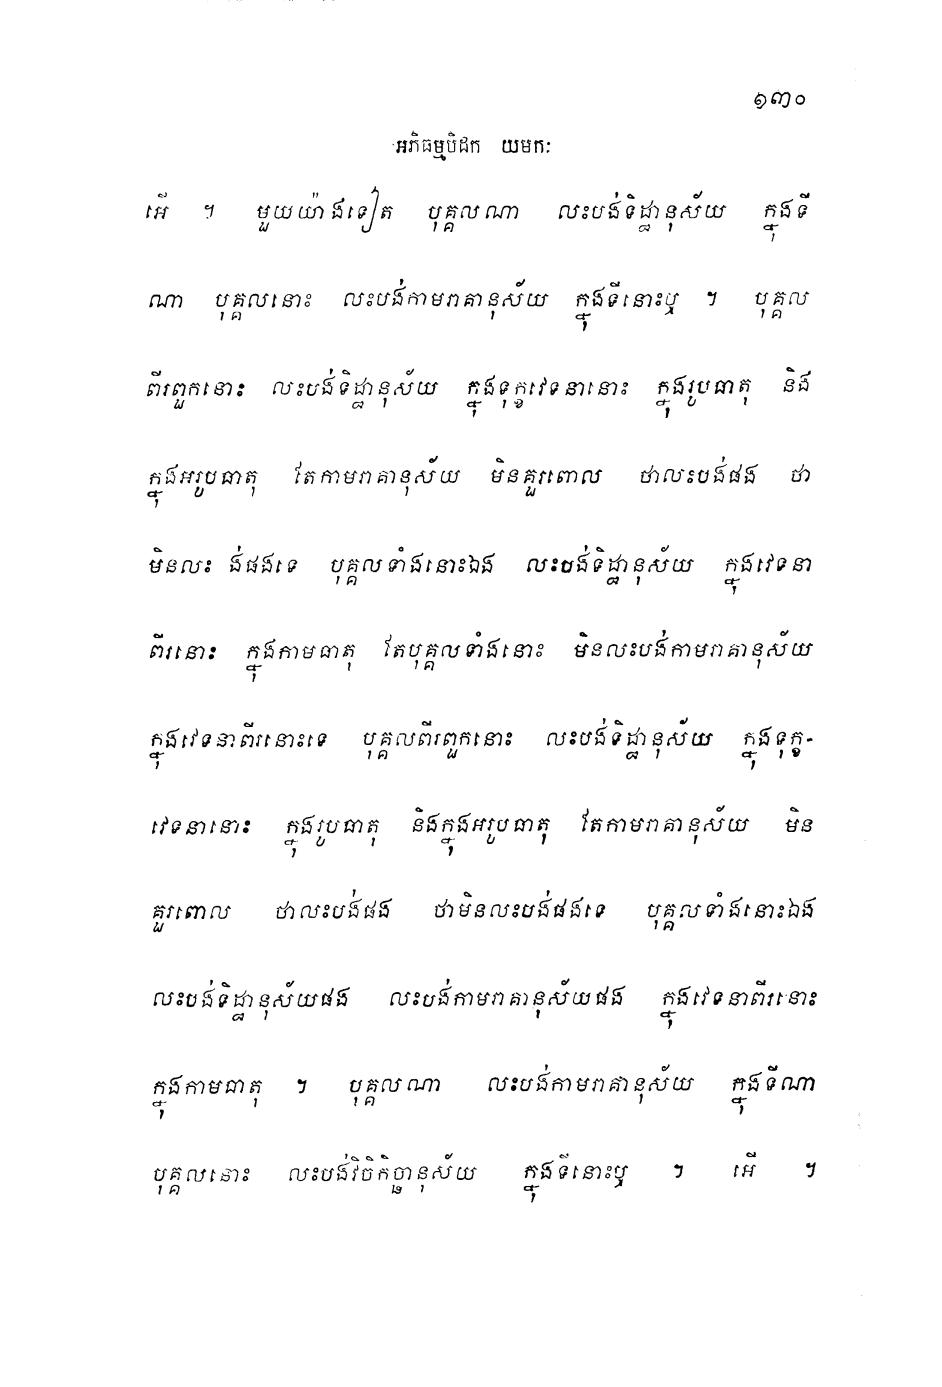 ១៣០
អភិធម្មបិដក យមកៈ
អើ ។ មួយយ៉ាងទៀត បុគ្គលណា លះបង់ទិដ្ឋានុស័យ ក្នុងទី
ណា បុគ្គលនោះ លះបង់កាមរាគានុស័យ ក្នុងទីនោះឬ ។ បុគ្គល
ពីរពួកនោះ លះបង់ទិដ្ឋានុស័យ ក្នុងទុក្ខវេទនានោះ ក្នុងរូបធាតុ និង
ក្នុងអរូបធាតុ តែកាមរាគានុស័យ មិនគួរពោល ថាលះបង់ផង ថា
មិនលះ ង់ផងទេ បុគ្គលទាំងនោះឯង លះបង់ទិដ្ឋានុស័យ ក្នុងវេទនា
ពីរនោះ ក្នុងកាមធាតុ តែបុគ្គលទាំងនោះ មិនលះបង់កាមរាគានុស័យ
ក្នុងវេទនាពីរនោះទេ បុគ្គលពីរពួកនោះ លះបង់ទិដ្ឋានុស័យ ក្នុងទុក្ខ-
វេទនានោះ ក្នុងរូបធាតុ និងក្នុងអរូបធាតុ តែកាមរាគានុស័យ មិន
គួរពោល ថាលះបង់ផង ថាមិនលះបង់ផងទេ បុគ្គលទាំងនោះឯង
លះបង់ទិដ្ឋានុស័យផង លះបង់កាមរាគានុស័យផង ក្នុងវេទនាពីរនោះ
ក្នុងកាមធាតុ ។ បុគ្គលណា លះបង់កាមរាគានុស័យ ក្នុងទីណា
បុគ្គលនោះ លះបង់វិចិកិច្ឆានុស័យ ក្នុងទីនោះឬ ។ អើ ។